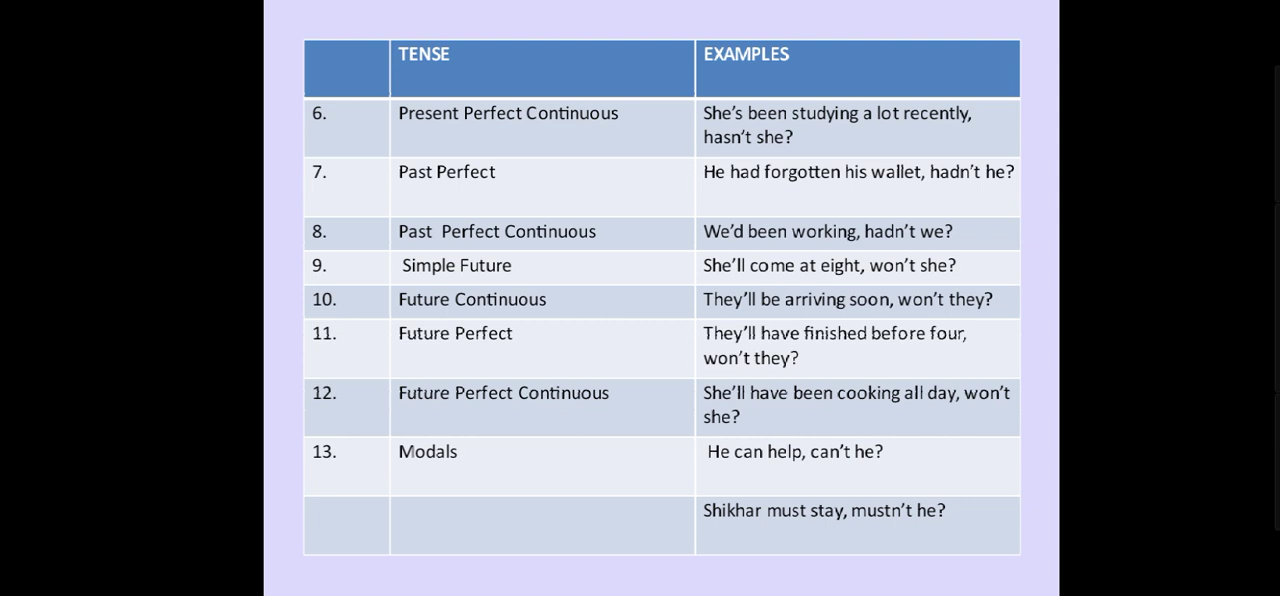 TENSE EXAMPLES
6. Present Perfect Continuous She’s been studying a lot recently,
hasn’t she?
7. Past Perfect He had forgotten his wallet, hadn’t he?
8. Past  Perfect Continuous We’d been working, hadn’t we?
9. Simple Future She’ll come at eight, won’t she?
10. Future Continuous They’ll be arriving soon, won’t they?
11. Future Perfect They’ll have finished before four,
won’t they?
12. Future Perfect Continuous She’ll have been cooking all day, won’t
she?
13. Modals He can help, can’t he?
Shikhar must stay, mustn’t he?